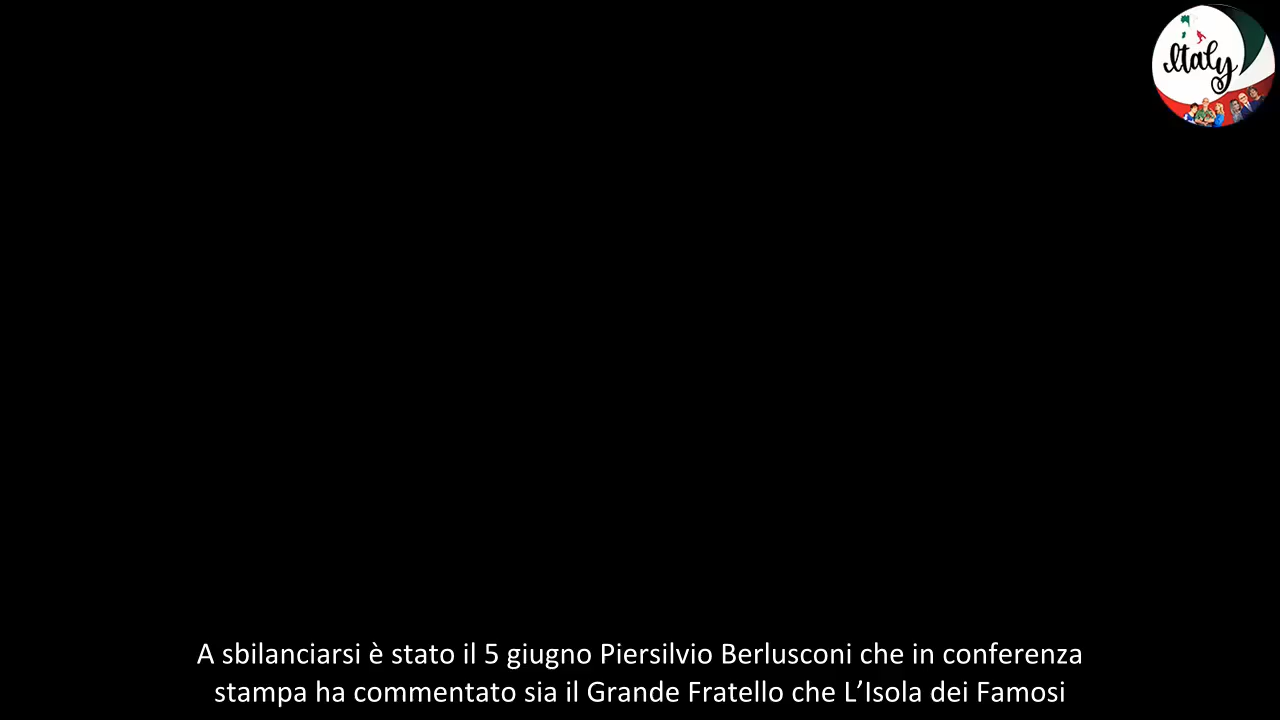 Italy
A sbilanciarsi è stato il 5 giugno Piersilvio Berlusconi che in conferenza
stampa ha commentato sia il Grande Fratello che L’Isola dei Famosi